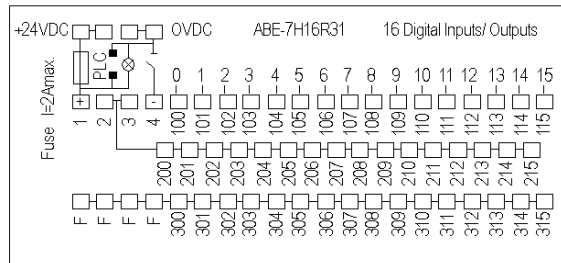 +24VDC 0VDC ABE-7H16R31 16 Digital Inputs/ Outputs
PLC
Fuse I=2Amax.
0 1 2 3 4 5 6 7 8 9 10 11 12 13 14 15
+ -
1 2 3 4 100 101 102 103 104 105 106 107 108 109 110 111 112 113 114 115
200 201 202 203 204 205 206 207 208 209 210 211 212 213 214 215
F F F F 300 301 302 303 304 305 306 307 308 309 310 311 312 313 314 315